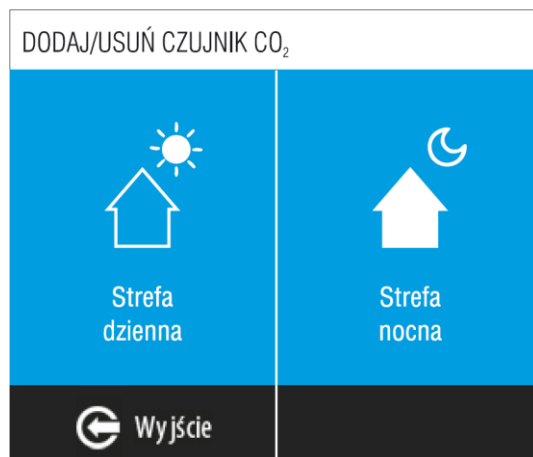 DODAJ/USUŃ CZUJNIK CO₂
Strefa
dzienna
Strefa
nocna
Wyjście